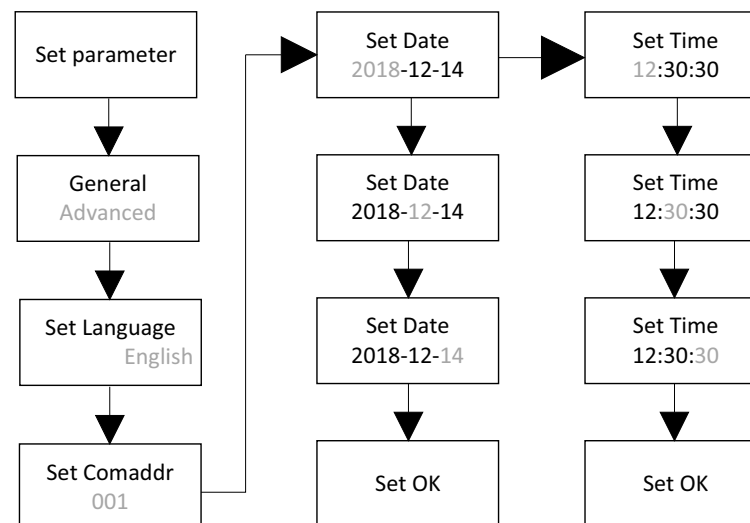 Set parameter
General
Advanced
Set Language
English
Set Comaddr
001
Set Date
2018-12-14
Set Date
2018-12-14
Set Date
2018-12-14
Set OK
Set Time
12:30:30
Set Time
12:30:30
Set Time
12:30:30
Set OK